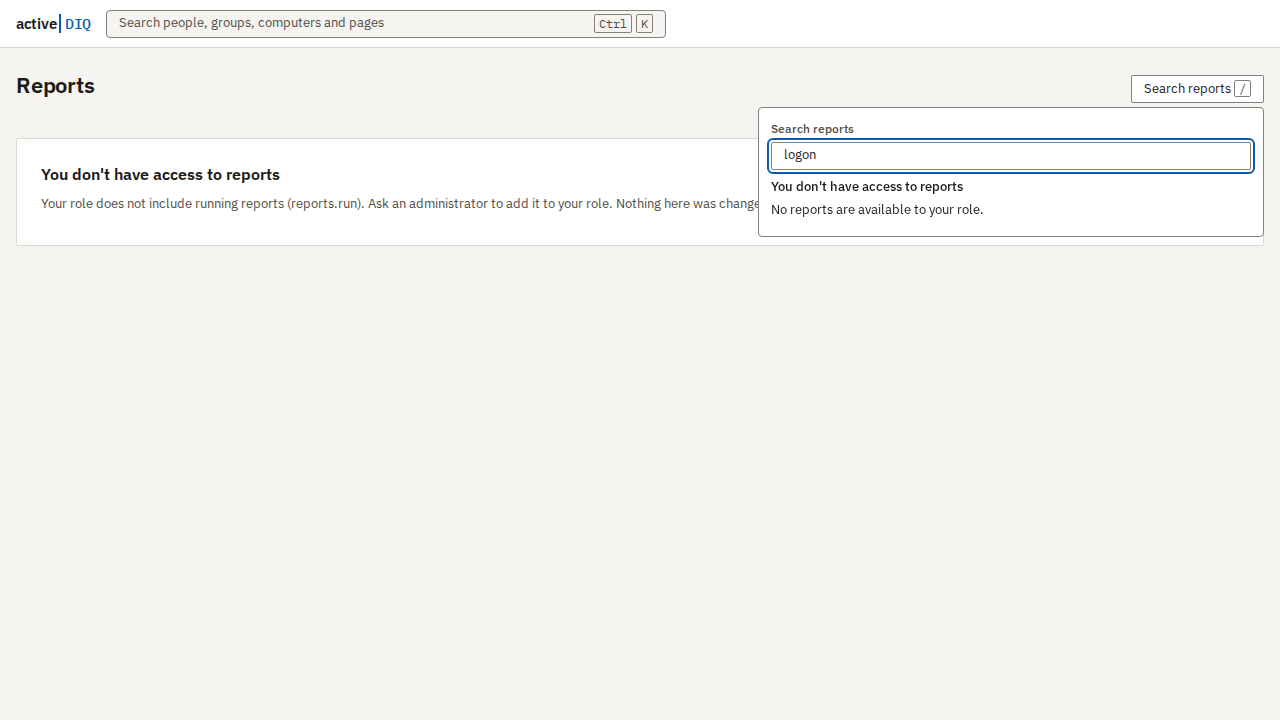 active DIQ
Search people, groups, computers and pages Ctrl K
Reports
Search reports /
Search reports
logon
You don't have access to reports
No reports are available to your role.
You don't have access to reports
Your role does not include running reports (reports.run). Ask an administrator to add it to your role. Nothing here was change